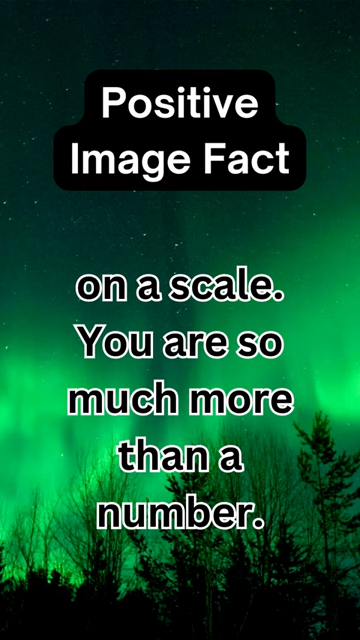 Positive
Image Fact
on a scale.
You are so
much more
than a
number.